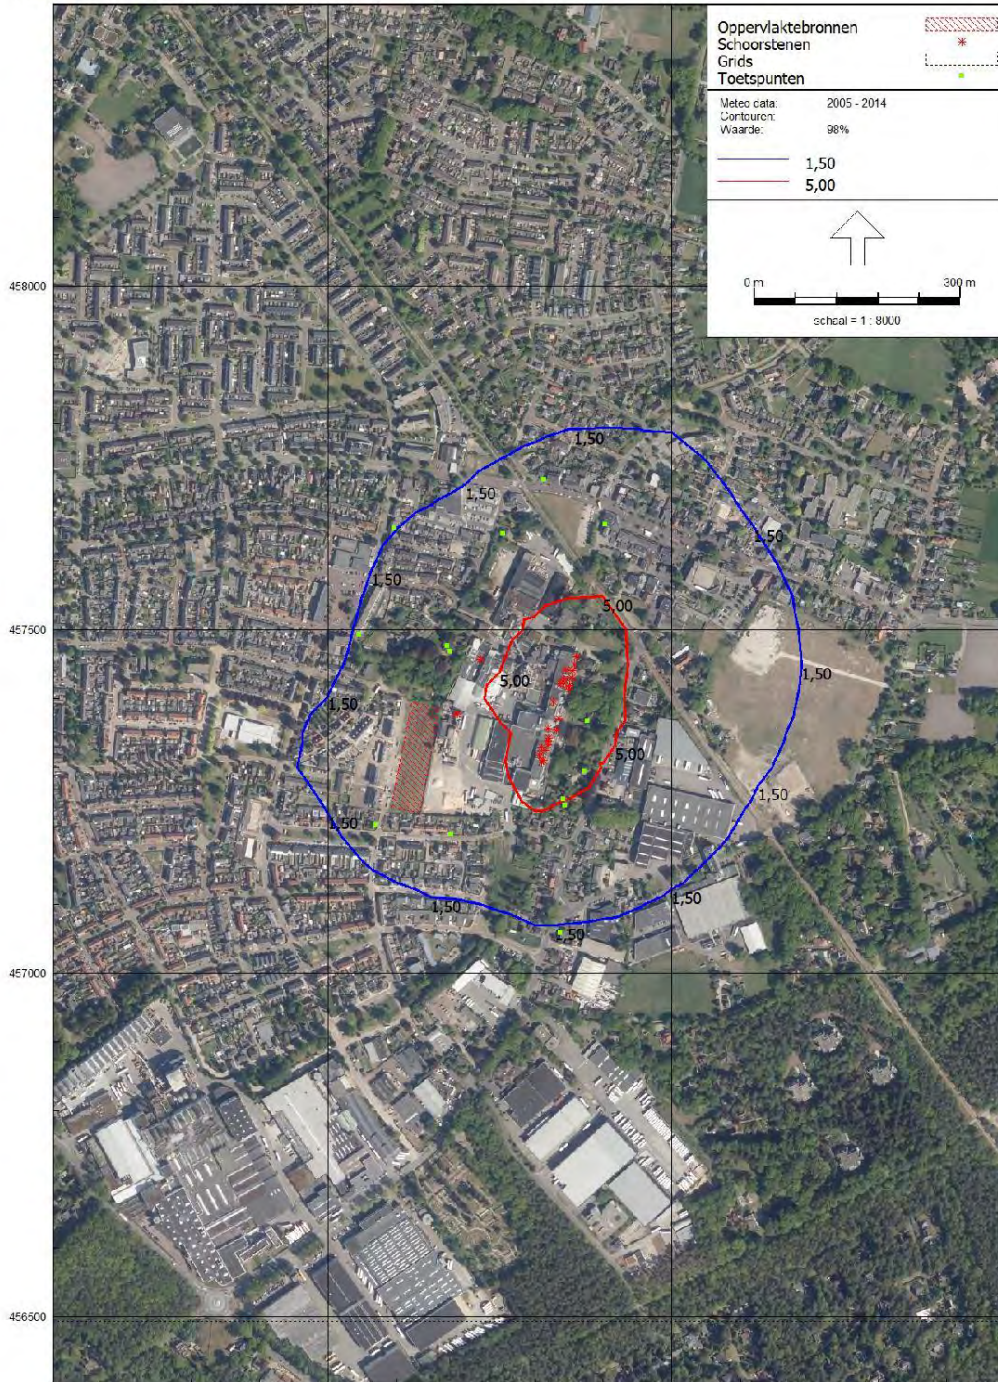 Oppervlaktebronnen
Schoorstenen
Grids
Toetspunten
Meteo data: 2005 - 2014
Contouren:
Waarde: 98%
1,50
5,00
0 m 300 m
schaal = 1 : 8000
458000
1,50
1,50
1,50
1,50
5,00
457500
5,00
1,50
1,50
5,00
1,50
1,50
1,50
1,50
1,50
457000
456500